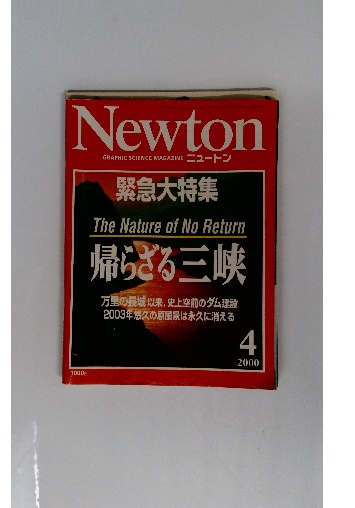 Newton
GRAPHIC SCIENCE MAGAZINE ニュートン
緊急大特集
The Nature of No Return
帰らざる三峡
万里の長城以来,史上空前のダム建設
2003年悠久の原風景は永久に消える
4
2000